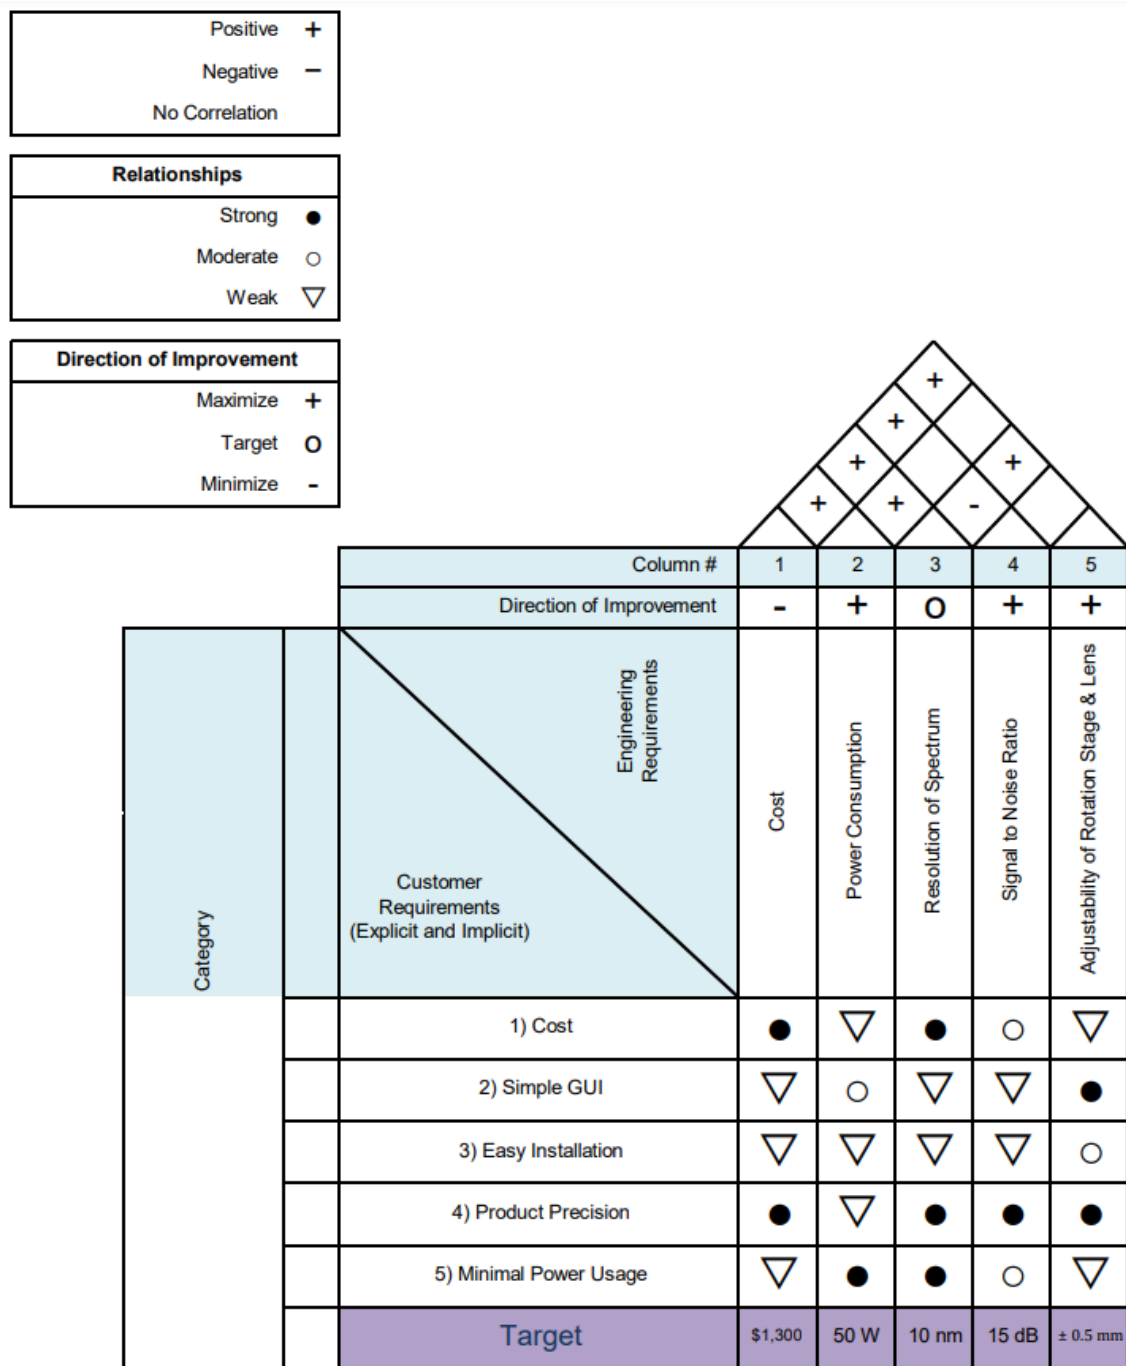 Positive +
Negative −
No Correlation
Relationships
Strong ●
Moderate ○
Weak ▽
Direction of Improvement
Maximize +
Target O
Minimize -
+
+
+ +
+ + -
Column # 1 2 3 4 5
Direction of Improvement - + O + +
Category
Customer
Requirements
(Explicit and Implicit)
Engineering
Requirements
Cost
Power Consumption
Resolution of Spectrum
Signal to Noise Ratio
Adjustability of Rotation Stage & Lens
1) Cost ● ▽ ● ○ ▽
2) Simple GUI ▽ ○ ▽ ▽ ●
3) Easy Installation ▽ ▽ ▽ ▽ ○
4) Product Precision ● ▽ ● ● ●
5) Minimal Power Usage ▽ ● ● ○ ▽
Target $1,300 50 W 10 nm 15 dB ± 0.5 mm